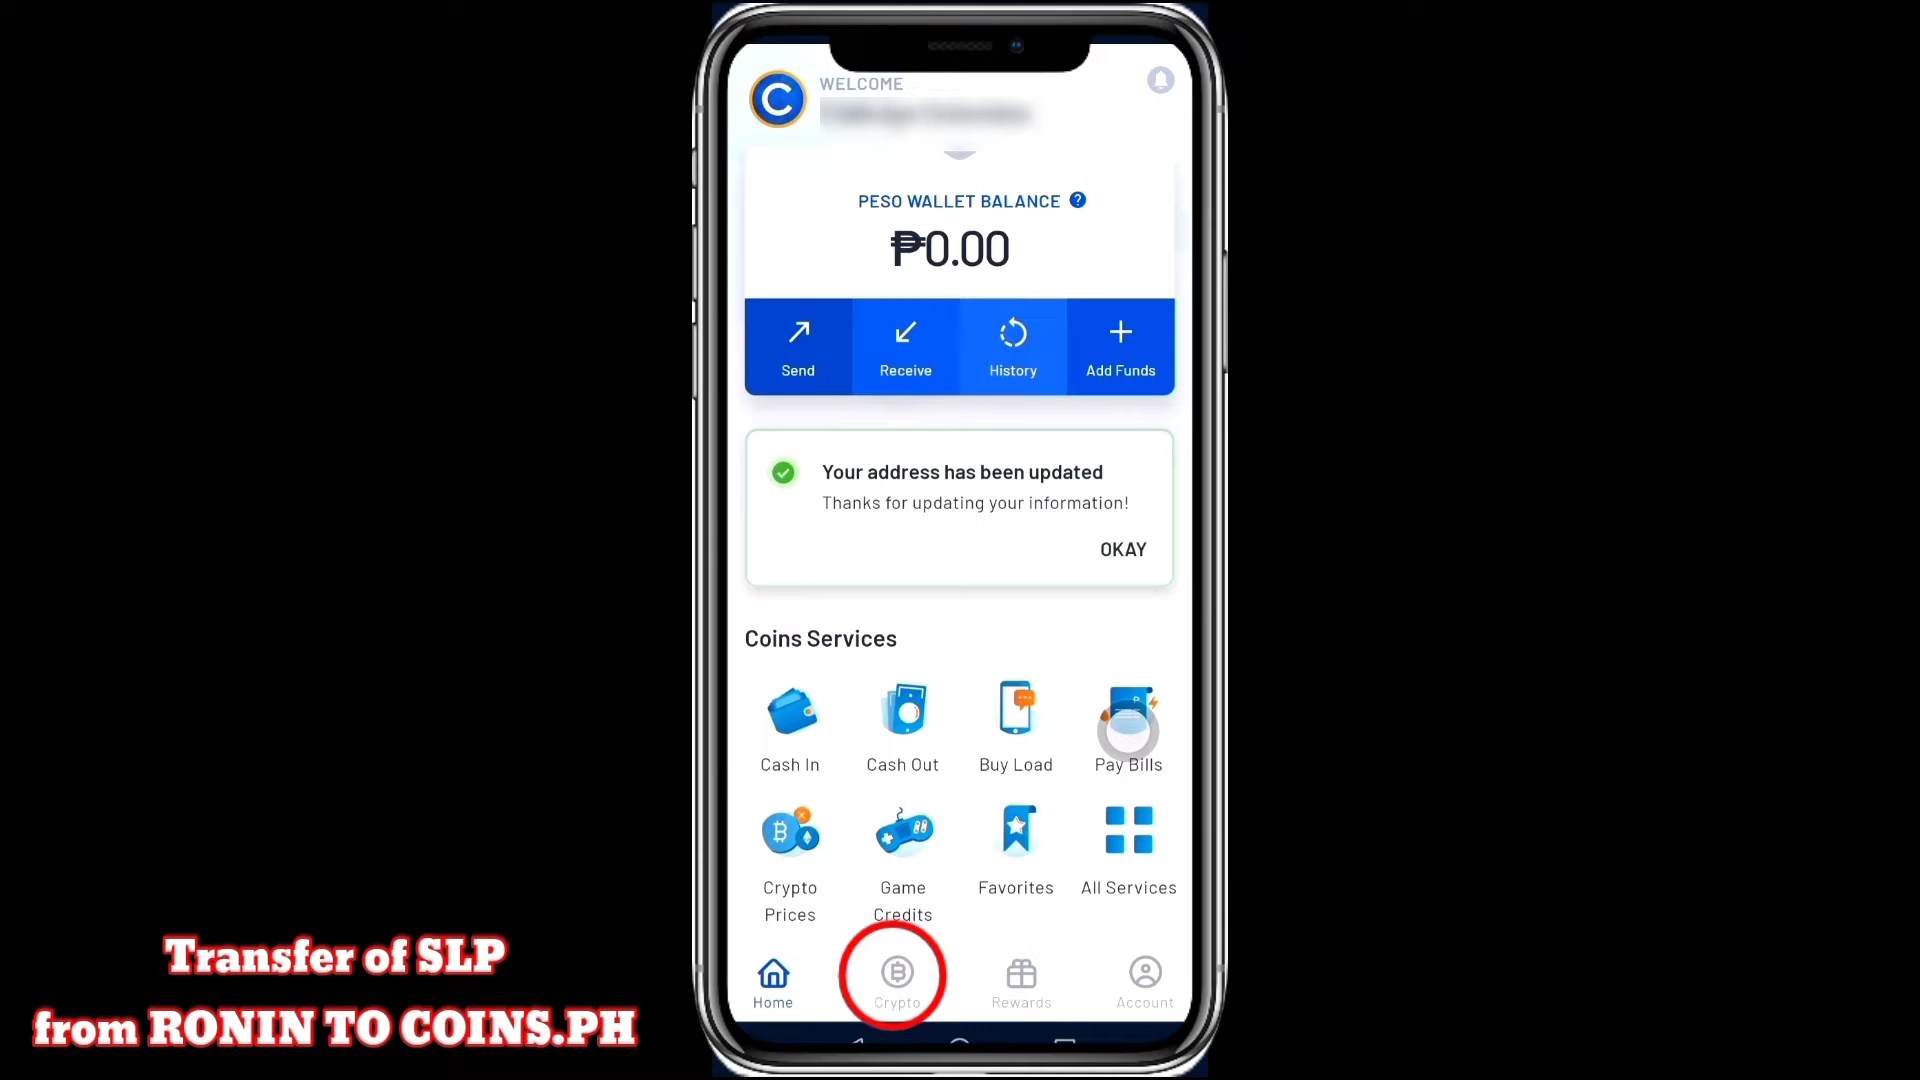 WELCOME
PESO WALLET BALANCE ?
₱0.00
Send
Receive
History
Add Funds
Your address has been updated
Thanks for updating your information!
OKAY
Coins Services
Cash In
Cash Out
Buy Load
Pay Bills
Crypto
Prices
Game
Credits
Favorites
All Services
Home
Crypto
Rewards
Account
Transfer of SLP
from RONIN TO COINS.PH